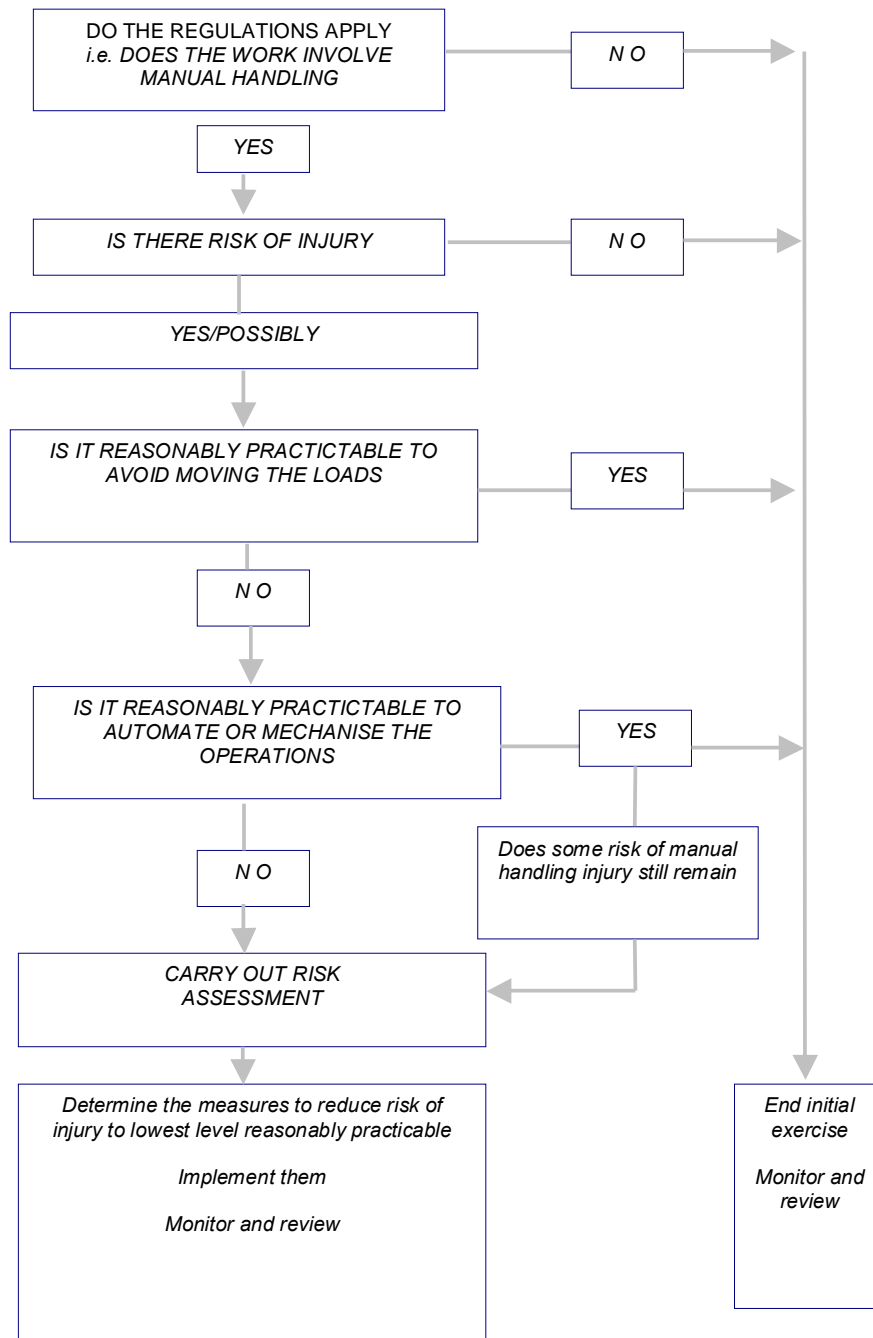 DO THE REGULATIONS APPLY
i.e. DOES THE WORK INVOLVE
MANUAL HANDLING
N O
YES
IS THERE RISK OF INJURY
N O
YES/POSSIBLY
IS IT REASONABLY PRACTICTABLE TO
AVOID MOVING THE LOADS
YES
N O
IS IT REASONABLY PRACTICTABLE TO
AUTOMATE OR MECHANISE THE
OPERATIONS
YES
Does some risk of manual
handling injury still remain
N O
CARRY OUT RISK
ASSESSMENT
Determine the measures to reduce risk of
injury to lowest level reasonably practicable
Implement them
Monitor and review
End initial
exercise
Monitor and
review